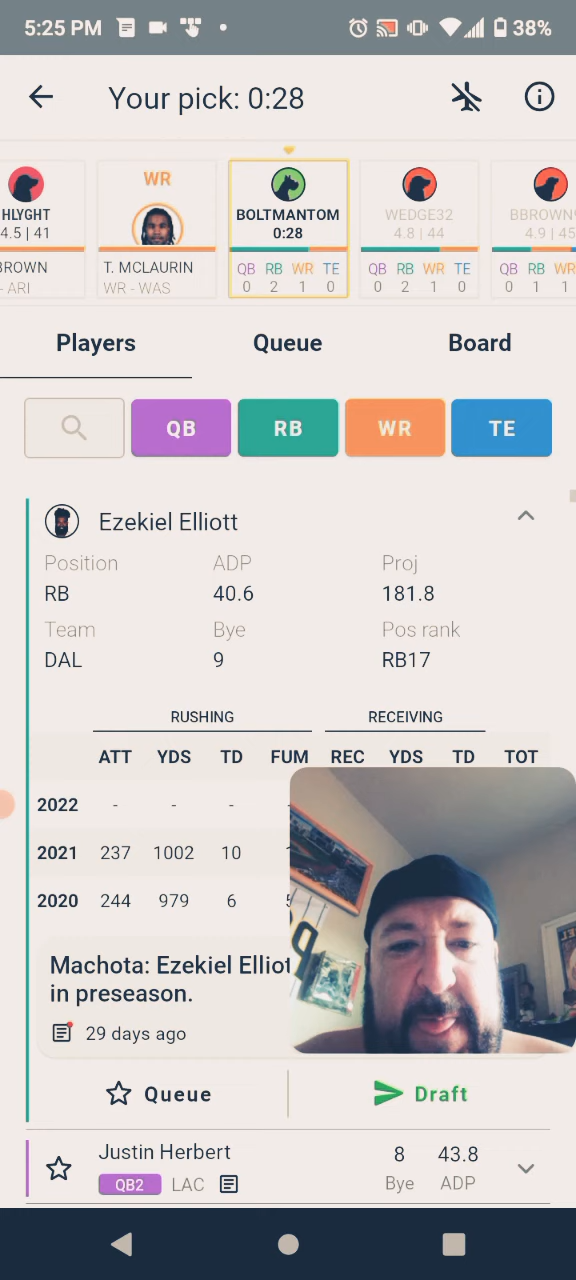 5:25 PM 38%
Your pick: 0:28
HLYGHT
4.5 | 41
BROWN
- ARI
WR
T. MCLAURIN
WR - WAS
BOLTMANTOM
0:28
QB RB WR TE
0 2 1 0
WEDGE32
4.8 | 44
QB RB WR TE
0 2 1 0
BBROWN
4.9 | 45
QB RB WR
0 1 1
Players Queue Board
QB RB WR TE
Ezekiel Elliott
Position ADP Proj
RB 40.6 181.8
Team Bye Pos rank
DAL 9 RB17
RUSHING RECEIVING
ATT YDS TD FUM REC YDS TD TOT
2022 - - -
2021 237 1002 10
2020 244 979 6
Machota: Ezekiel Elliot
in preseason.
29 days ago
Queue Draft
Justin Herbert 8 43.8
QB2 LAC Bye ADP